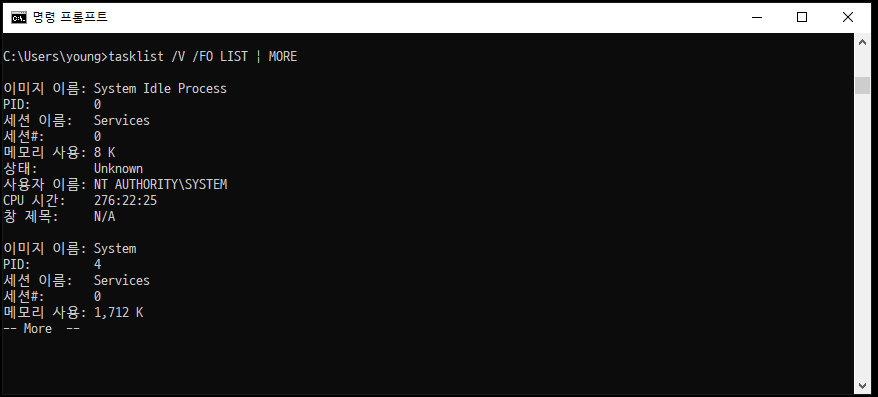 명령 프롬프트
C:\Users\young>tasklist /V /FO LIST | MORE
이미지 이름: System Idle Process
PID: 0
세션 이름: Services
세션#: 0
메모리 사용: 8 K
상태: Unknown
사용자 이름: NT AUTHORITY\SYSTEM
CPU 시간: 276:22:25
창 제목: N/A
이미지 이름: System
PID: 4
세션 이름: Services
세션#: 0
메모리 사용: 1,712 K
-- More --